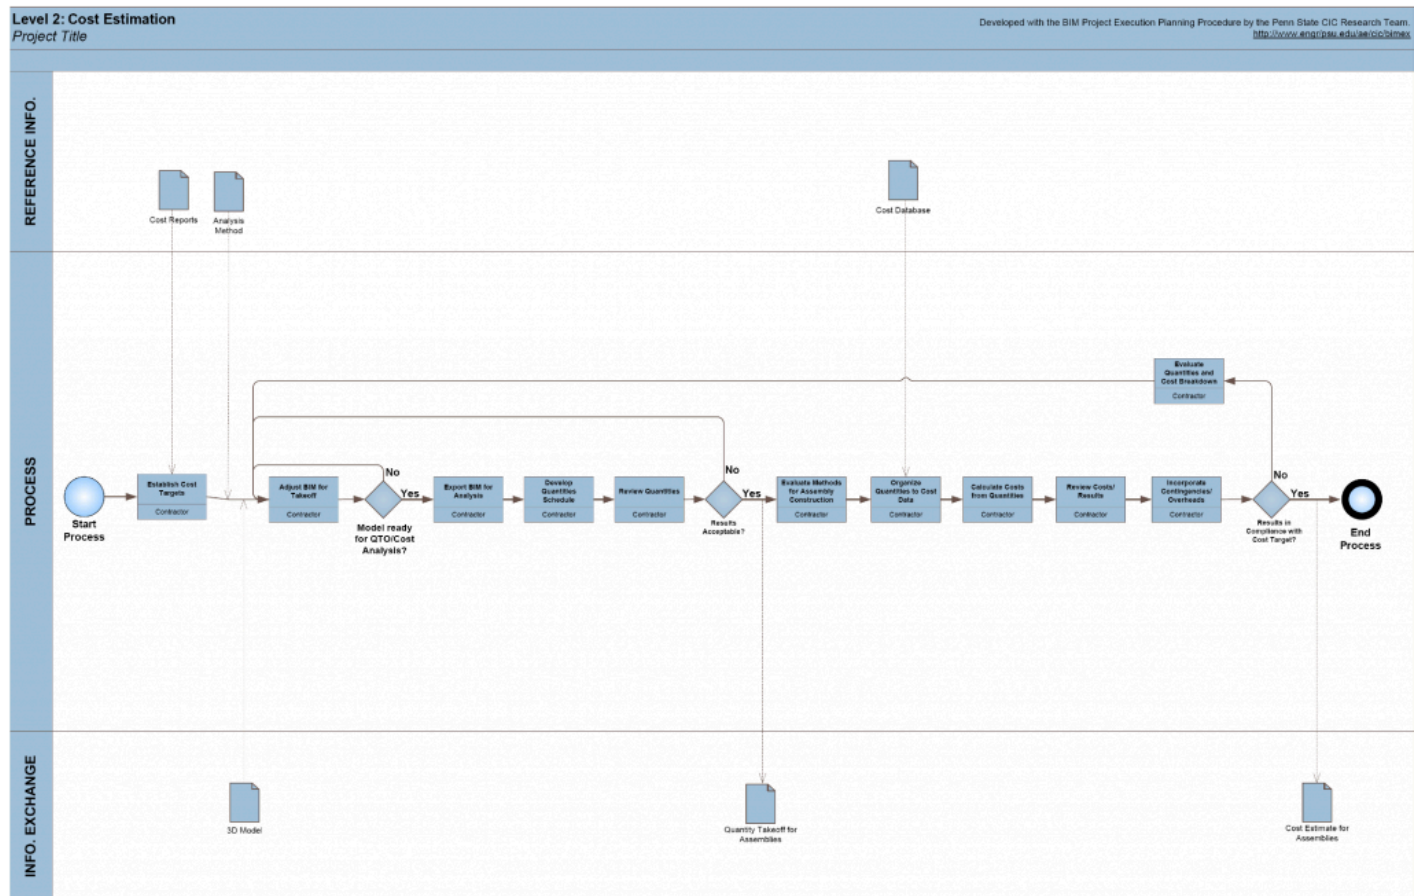 Level 2: Cost Estimation
Project Title
Developed with the BIM Project Execution Planning Procedure by the Penn State CIC Research Team.
http://www.engr/psu.edu/ae/cic/bimex
REFERENCE INFO.
Cost Reports
Analysis
Method
Cost Database
PROCESS
Evaluate
Quantities and
Cost Breakdown
Contractor
Start
Process
Establish Cost
Targets
Contractor
Adjust BIM for
Takeoff
Contractor
No
Yes
Model ready
for QTO/Cost
Analysis?
Export BIM for
Analysis
Contractor
Develop
Quantities
Schedule
Contractor
Review Quantities
Contractor
No
Yes
Results
Acceptable?
Evaluate Methods
for Assembly
Construction
Contractor
Organize
Quantities to Cost
Data
Contractor
Calculate Costs
from Quantities
Contractor
Review Costs/
Results
Contractor
Incorporate
Contingencies/
Overheads
Contractor
No
Yes
Results in
Compliance with
Cost Target?
End
Process
INFO. EXCHANGE
3D Model
Quantity Takeoff for
Assemblies
Cost Estimate for
Assemblies